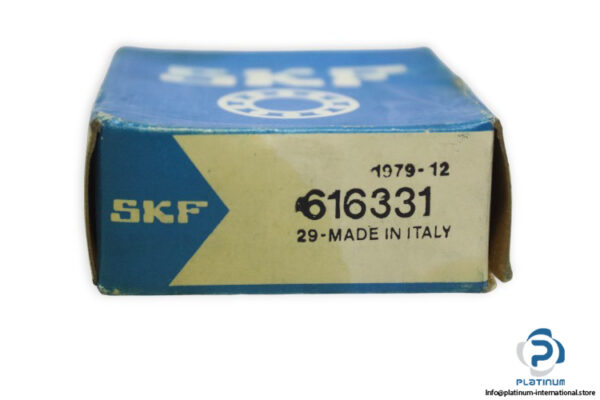 SKF
1979-12
616331
SKF
29-MADE IN ITALY
PLATINUM
Info@platinum-international.store